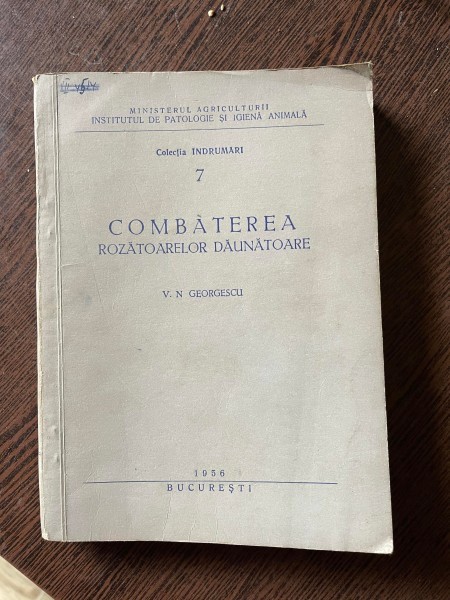 MINISTERUL AGRICULTURII
INSTITUTUL DE PATOLOGIE ȘI IGIENĂ ANIMALĂ
Colecția ÎNDRUMĂRI
7
COMBATEREA
ROZĂTOARELOR DĂUNĂTOARE
V. N GEORGESCU
1956
BUCUREȘTI